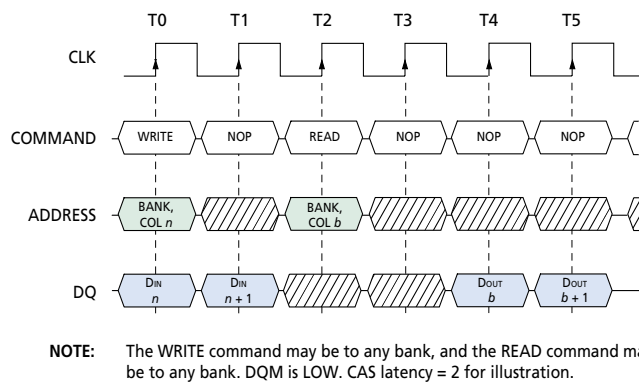 T0 T1 T2 T3 T4 T5
CLK
COMMAND WRITE NOP READ NOP NOP NOP
ADDRESS BANK, COL n BANK, COL b
DQ DIN n DIN n + 1 DOUT b DOUT b + 1
NOTE: The WRITE command may be to any bank, and the READ command ma
be to any bank. DQM is LOW. CAS latency = 2 for illustration.